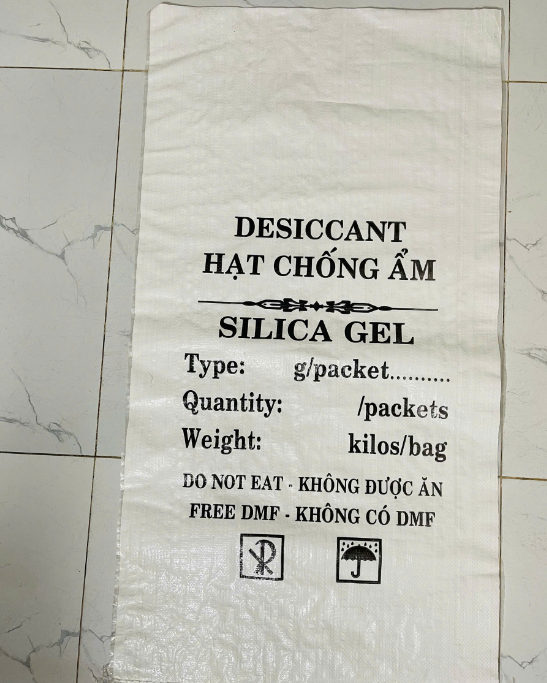 DESICCANT
HẠT CHỐNG ẨM
SILICA GEL
Type: g/packet..........
Quantity: /packets
Weight: kilos/bag
DO NOT EAT - KHÔNG ĐƯỢC ĂN
FREE DMF - KHÔNG CÓ DMF